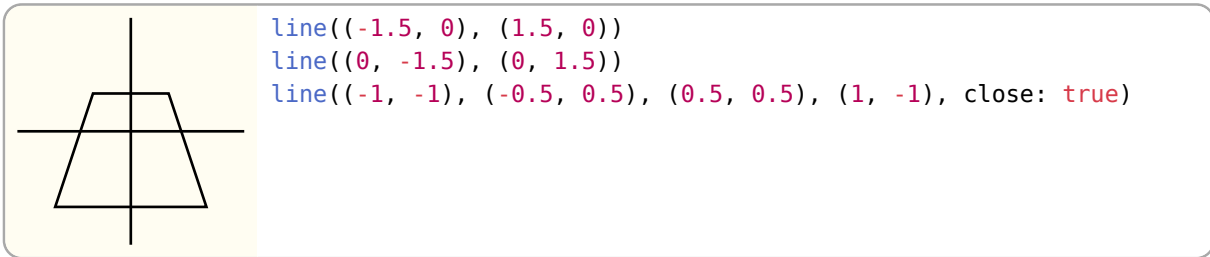 line((-1.5, 0), (1.5, 0))
line((0, -1.5), (0, 1.5))
line((-1, -1), (-0.5, 0.5), (0.5, 0.5), (1, -1), close: true)